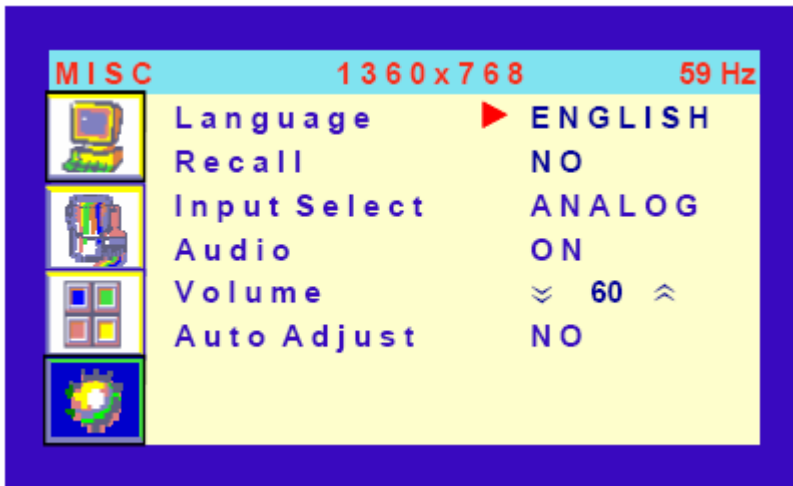 MISC 1360x768 59 Hz
Language ENGLISH
Recall NO
Input Select ANALOG
Audio ON
Volume 60
Auto Adjust NO